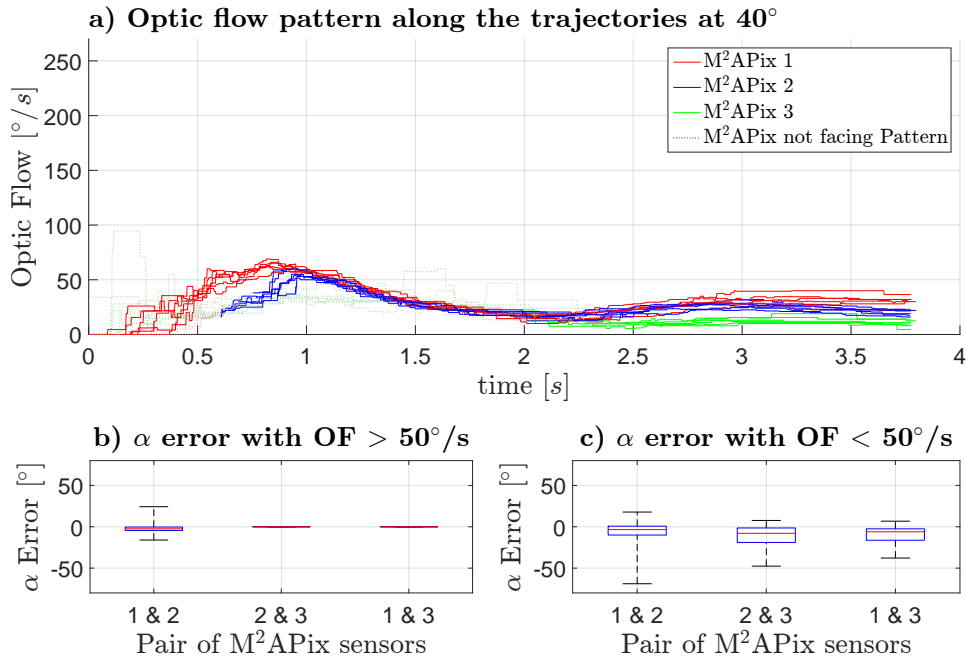 a) Optic flow pattern along the trajectories at 40°
Optic Flow [°/s]
250
200
150
100
50
0
M²APix 1
M²APix 2
M²APix 3
M²APix not facing Pattern
0 0.5 1 1.5 2 2.5 3 3.5 4
time [s]
b) α error with OF > 50°/s
α Error [°]
50
0
-50
1 & 2 2 & 3 1 & 3
Pair of M²APix sensors
c) α error with OF < 50°/s
α Error [°]
50
0
-50
1 & 2 2 & 3 1 & 3
Pair of M²APix sensors